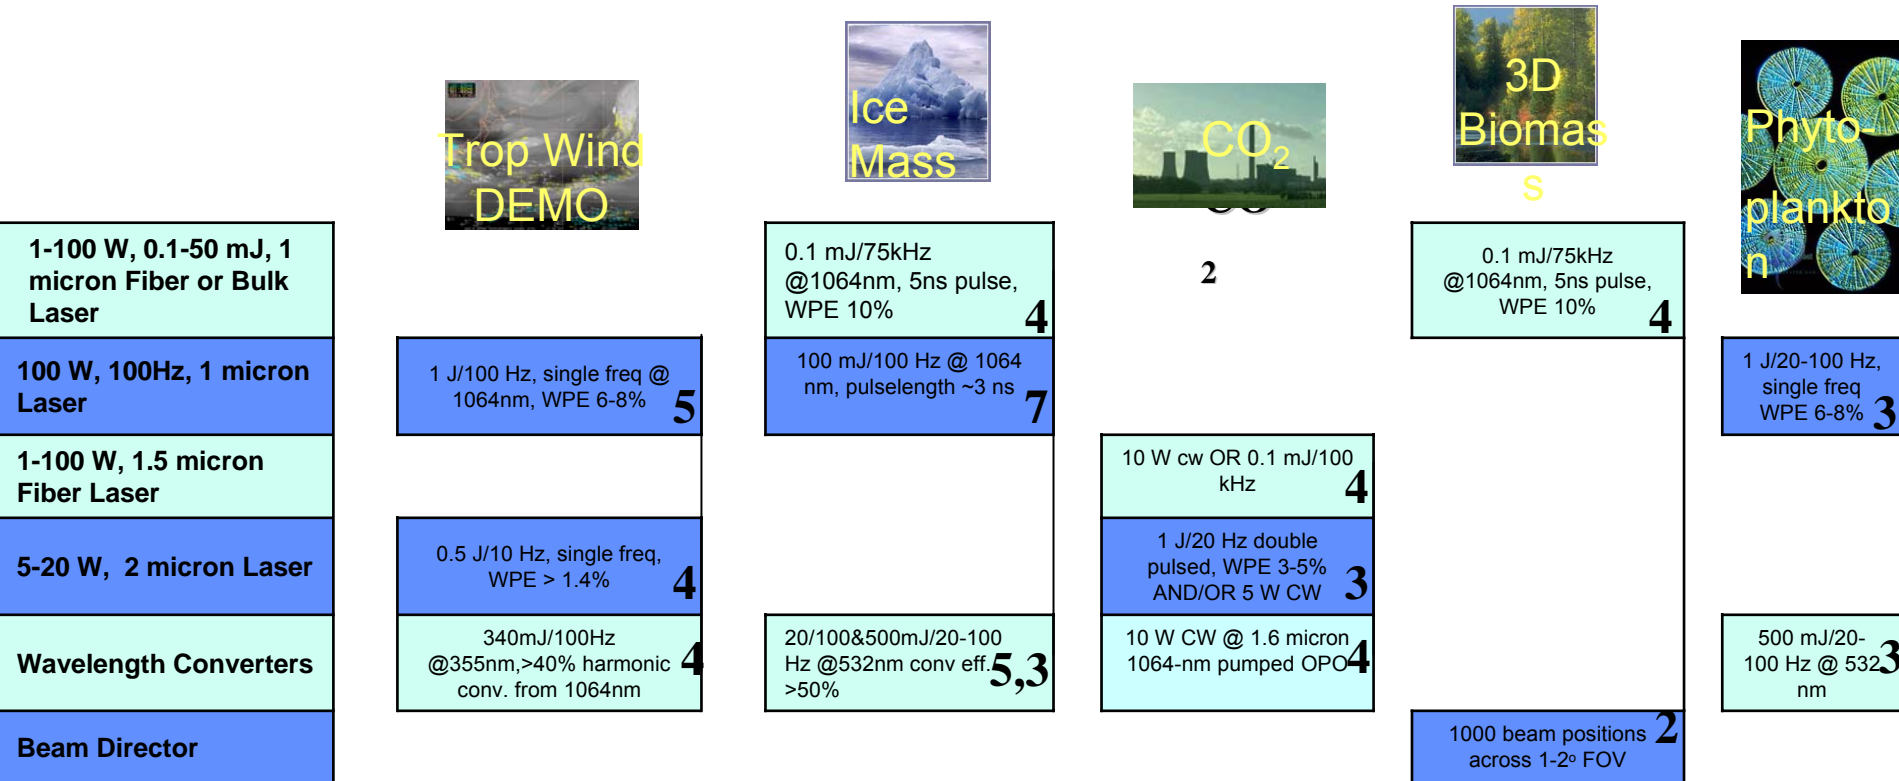 Trop Wind
DEMO
Ice
Mass
CO2
CO
2
3D
Biomas
s
Phyto-
plankto
n
1-100 W, 0.1-50 mJ, 1
micron Fiber or Bulk
Laser
0.1 mJ/75kHz
@1064nm, 5ns pulse,
WPE 10%
4
0.1 mJ/75kHz
@1064nm, 5ns pulse,
WPE 10%
4
100 W, 100Hz, 1 micron
Laser
1 J/100 Hz, single freq @
1064nm, WPE 6-8%
5
100 mJ/100 Hz @ 1064
nm, pulselength ~3 ns
7
1 J/20-100 Hz,
single freq
WPE 6-8%
3
1-100 W, 1.5 micron
Fiber Laser
10 W cw OR 0.1 mJ/100
kHz
4
5-20 W, 2 micron Laser
0.5 J/10 Hz, single freq,
WPE > 1.4%
4
1 J/20 Hz double
pulsed, WPE 3-5%
AND/OR 5 W CW
3
Wavelength Converters
340mJ/100Hz
@355nm,>40% harmonic
conv. from 1064nm
4
20/100&500mJ/20-100
Hz @532nm conv eff.
>50%
5,3
10 W CW @ 1.6 micron
1064-nm pumped OPO
4
500 mJ/20-
100 Hz @ 532
nm
3
Beam Director
1000 beam positions
across 1-2º FOV
2